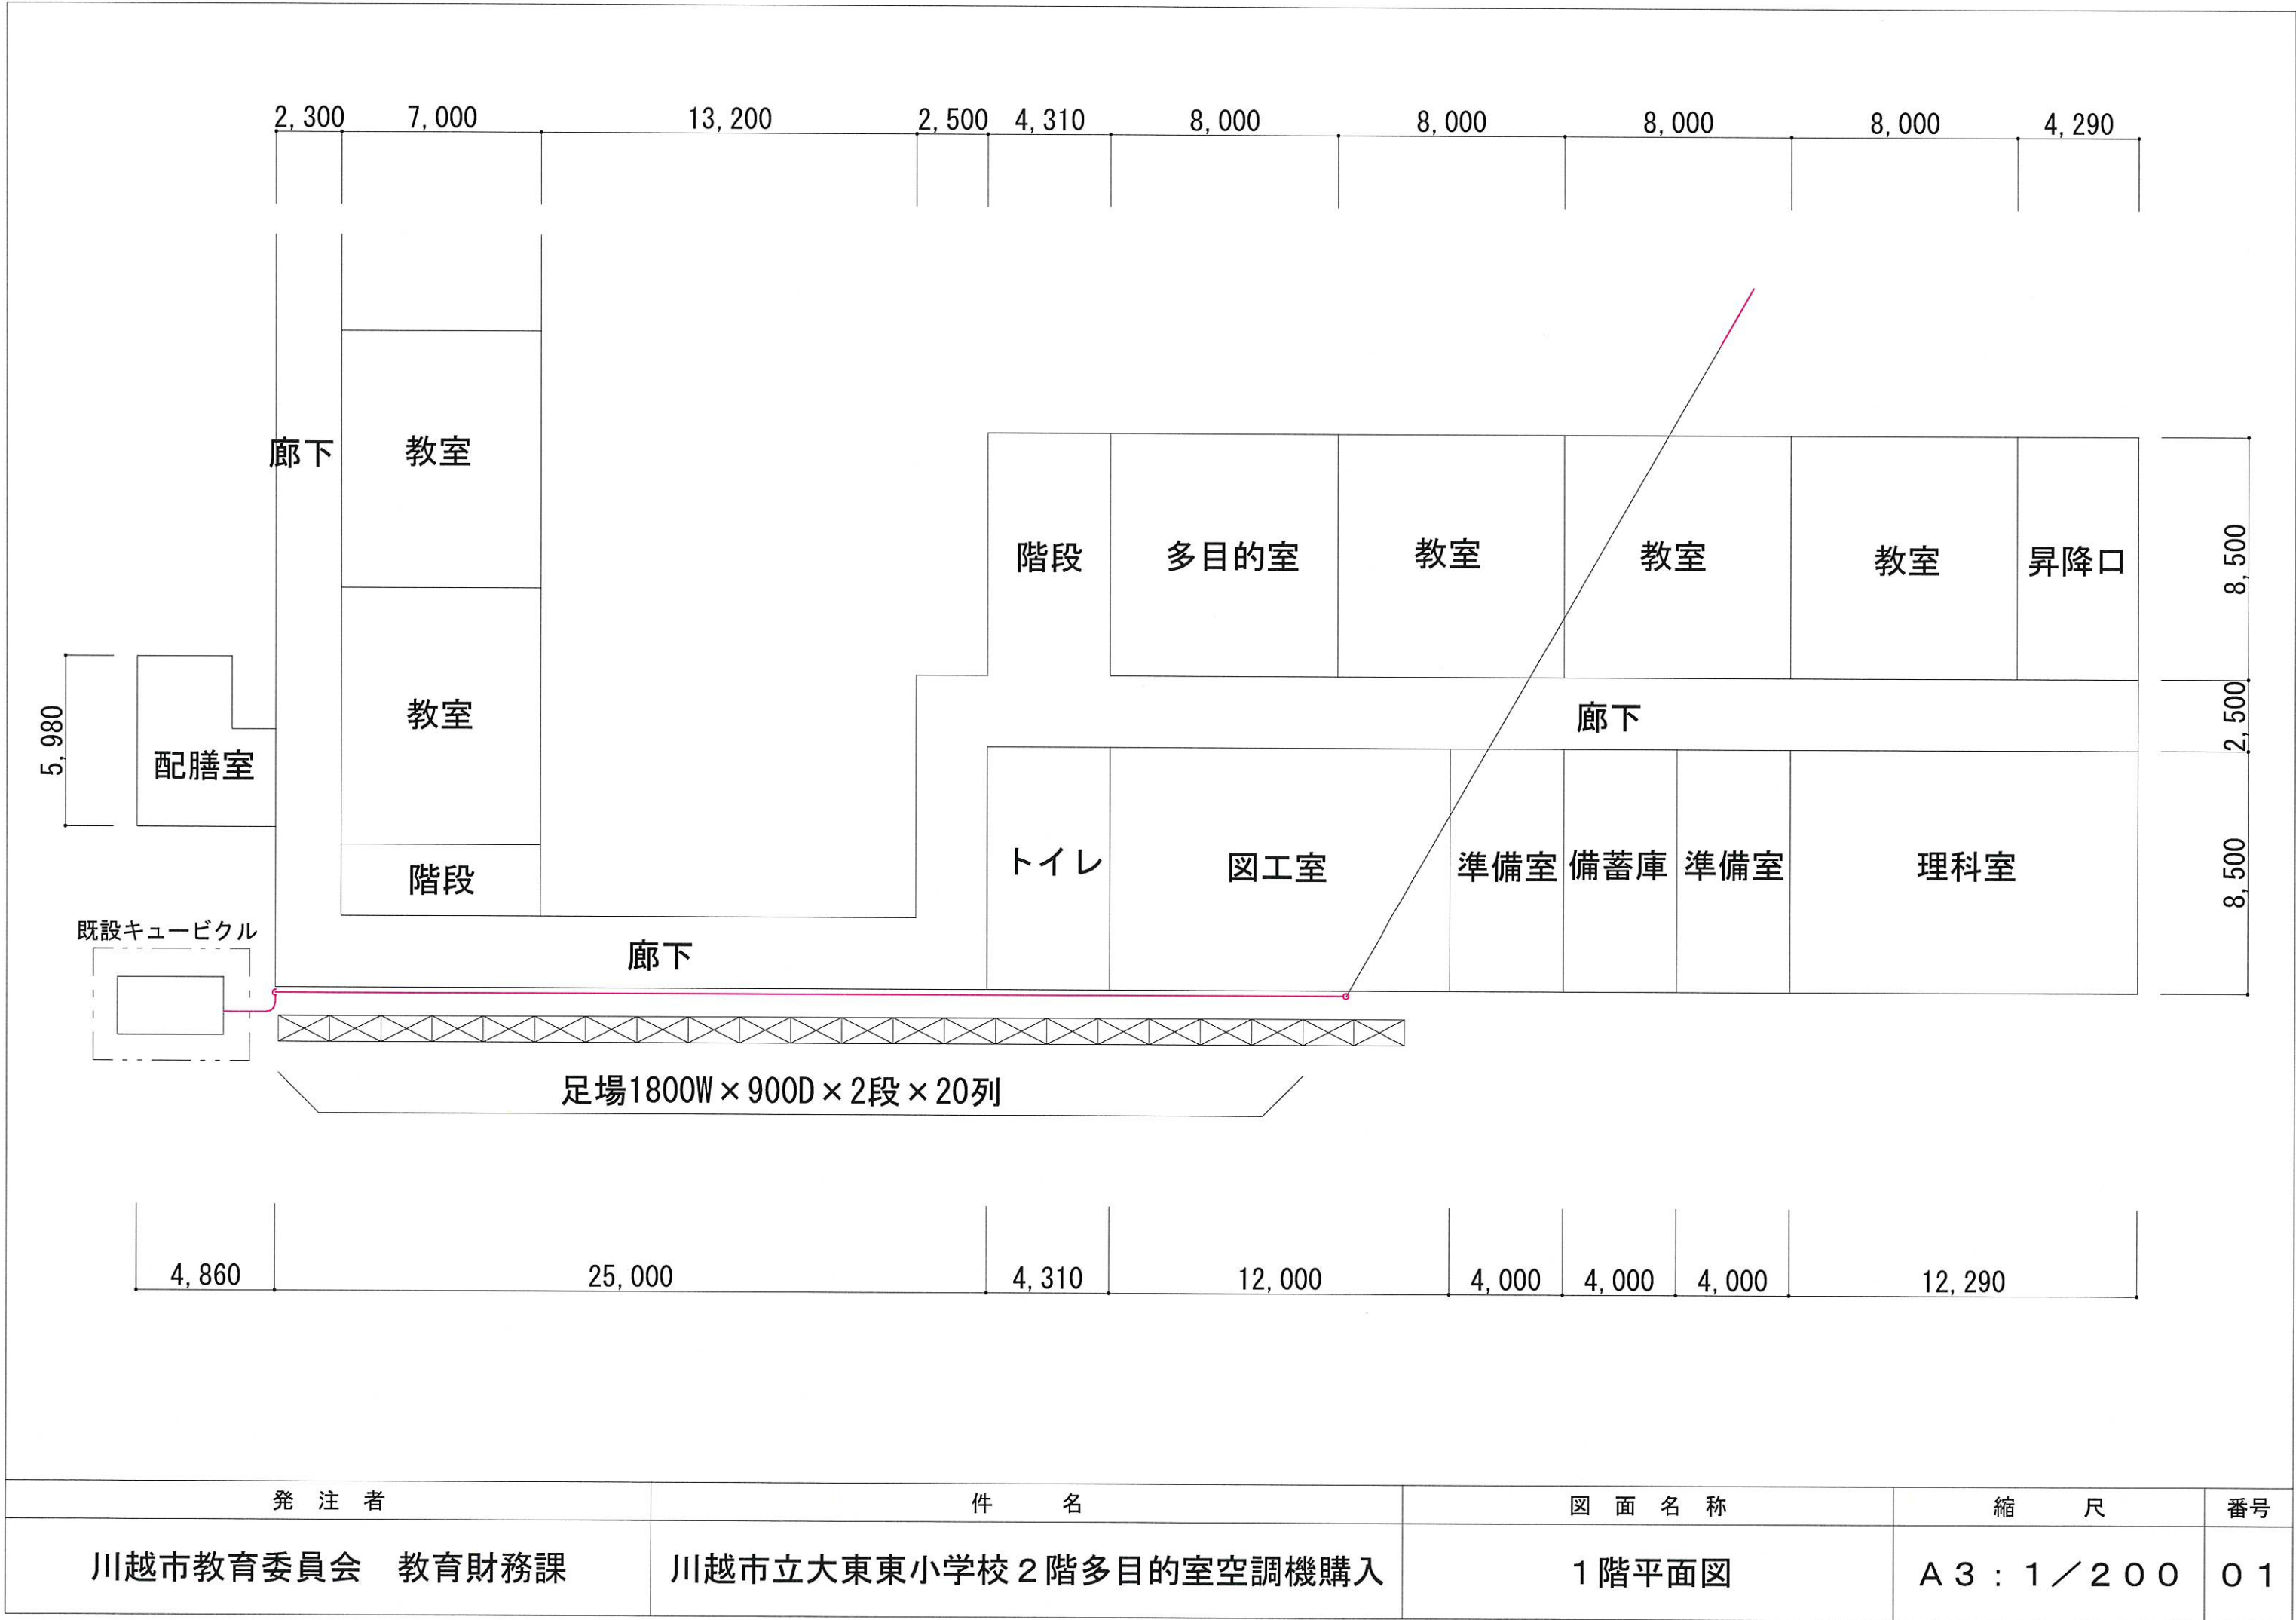 2,300 7,000 13,200 2,500 4,310 8,000 8,000 8,000 8,000 4,290
廊下 教室
階段 多目的室 教室 教室 教室 昇降口
8,500
教室
廊下
2,500
5,980
配膳室
トイレ 図工室 準備室 備蓄庫 準備室 理科室
8,500
階段
既設キュービクル
廊下
足場1800W×900D×2段×20列
4,860 25,000 4,310 12,000 4,000 4,000 4,000 12,290
発注者 件名 図面名称 縮尺 番号
川越市教育委員会 教育財務課 川越市立大東東小学校２階多目的室空調機購入 １階平面図 Ａ３：１／２００ ０１